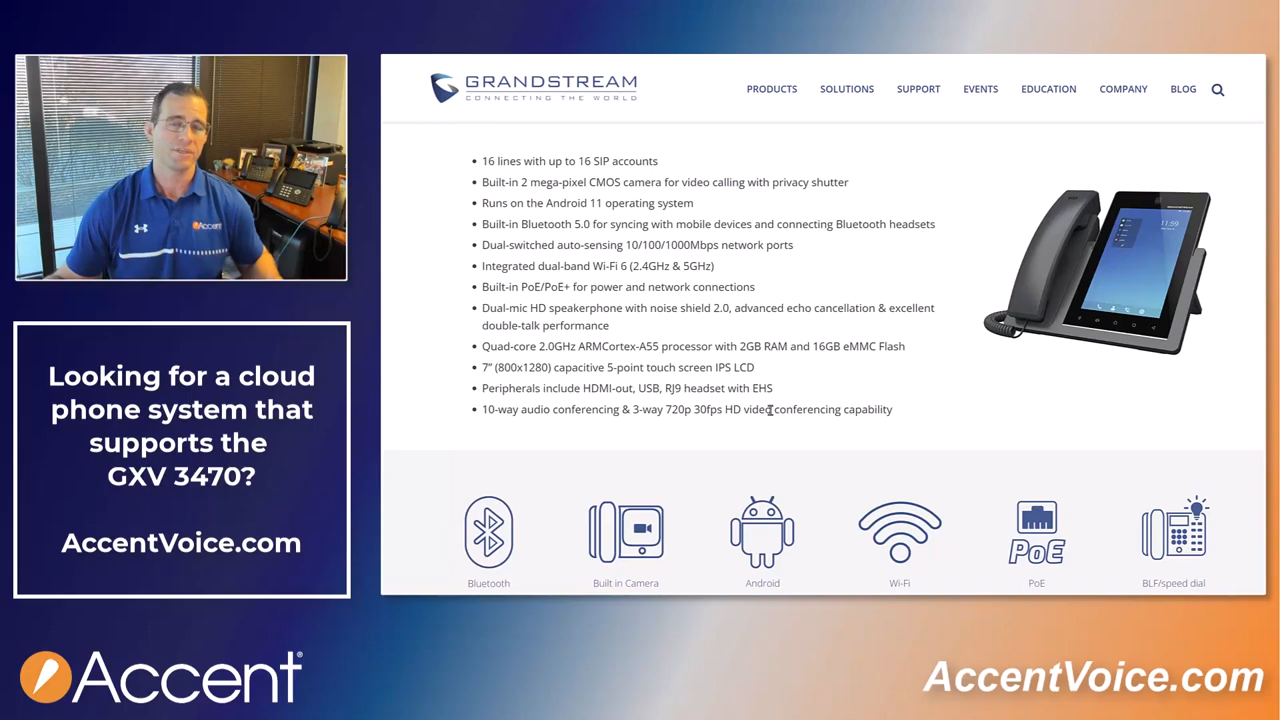 GRANDSTREAM
CONNECTING THE WORLD
PRODUCTS
SOLUTIONS
SUPPORT
EVENTS
EDUCATION
COMPANY
BLOG
16 lines with up to 16 SIP accounts
Built-in 2 mega-pixel CMOS camera for video calling with privacy shutter
Runs on the Android 11 operating system
Built-in Bluetooth 5.0 for syncing with mobile devices and connecting Bluetooth headsets
Dual-switched auto-sensing 10/100/1000Mbps network ports
Integrated dual-band Wi-Fi 6 (2.4GHz & 5GHz)
Built-in PoE/PoE+ for power and network connections
Dual-mic HD speakerphone with noise shield 2.0, advanced echo cancellation & excellent
double-talk performance
Quad-core 2.0GHz ARMCortex-A55 processor with 2GB RAM and 16GB eMMC Flash
7” (800x1280) capacitive 5-point touch screen IPS LCD
Peripherals include HDMI-out, USB, RJ9 headset with EHS
10-way audio conferencing & 3-way 720p 30fps HD video conferencing capability
11:59
PoE
Bluetooth
Built in Camera
Android
Wi-Fi
PoE
BLF/speed dial
Accent
Looking for a cloud
phone system that
supports the
GXV 3470?
AccentVoice.com
Accent®
AccentVoice.com